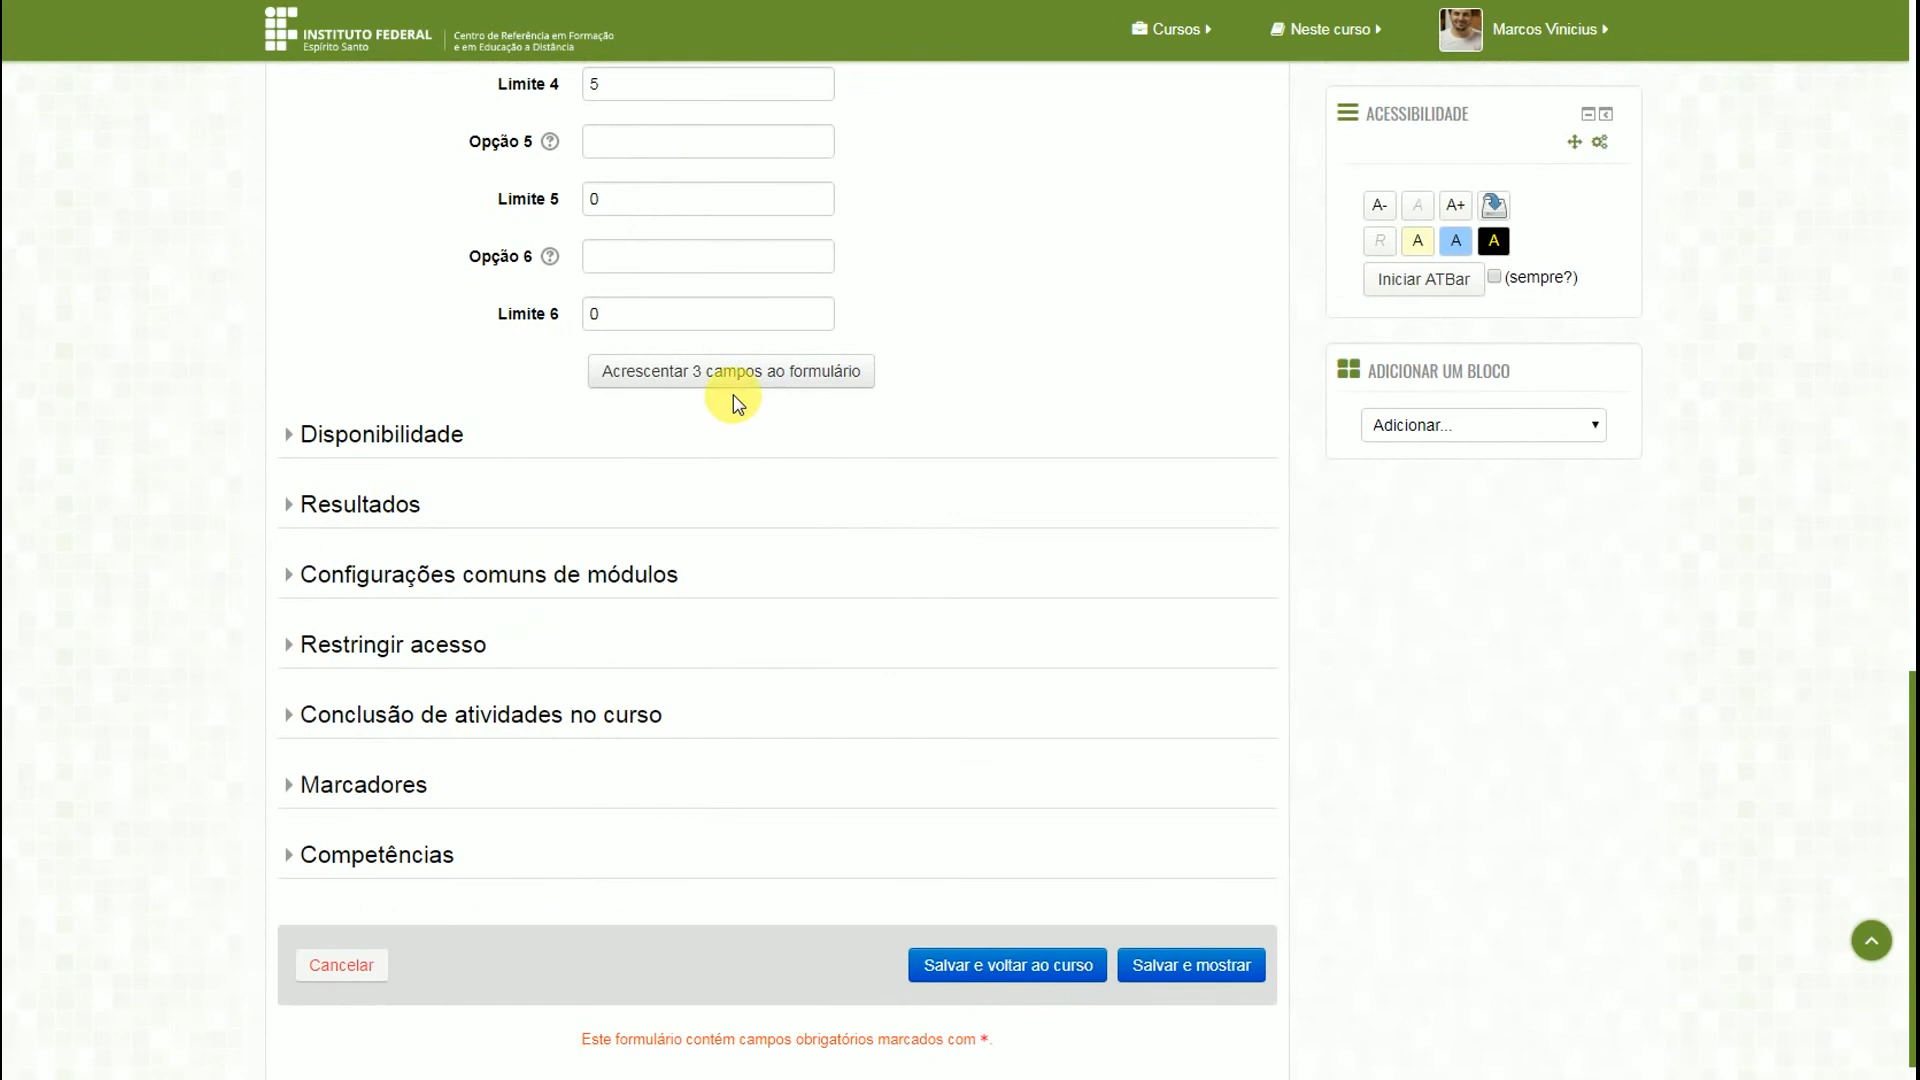 INSTITUTO FEDERAL
Espírito Santo
Centro de Referência em Formação
e em Educação a Distância
Cursos
Neste curso
Marcos Vinicius
Limite 4
5
Opção 5
Limite 5
0
Opção 6
Limite 6
0
Acrescentar 3 campos ao formulário
Disponibilidade
Resultados
Configurações comuns de módulos
Restringir acesso
Conclusão de atividades no curso
Marcadores
Competências
Cancelar
Salvar e voltar ao curso
Salvar e mostrar
Este formulário contém campos obrigatórios marcados com *.
ACESSIBILIDADE
A- A A+
R A A A
Iniciar ATBar (sempre?)
ADICIONAR UM BLOCO
Adicionar...